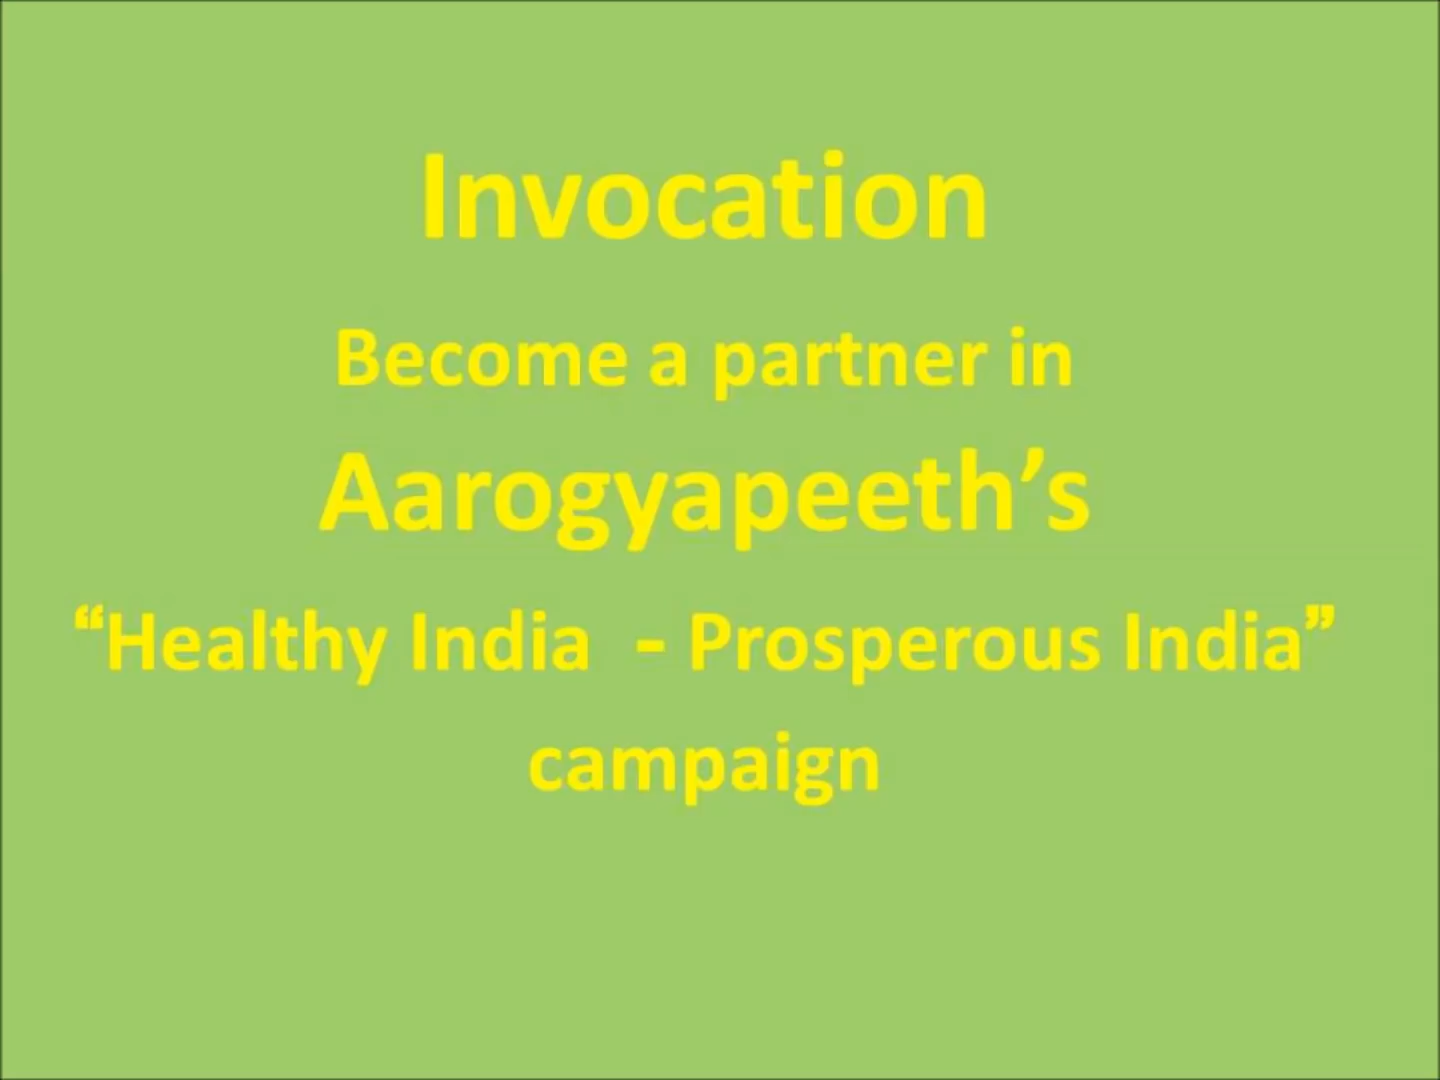 Invocation
Become a partner in
Aarogyapeeth’s
“Healthy India  - Prosperous India”
campaign